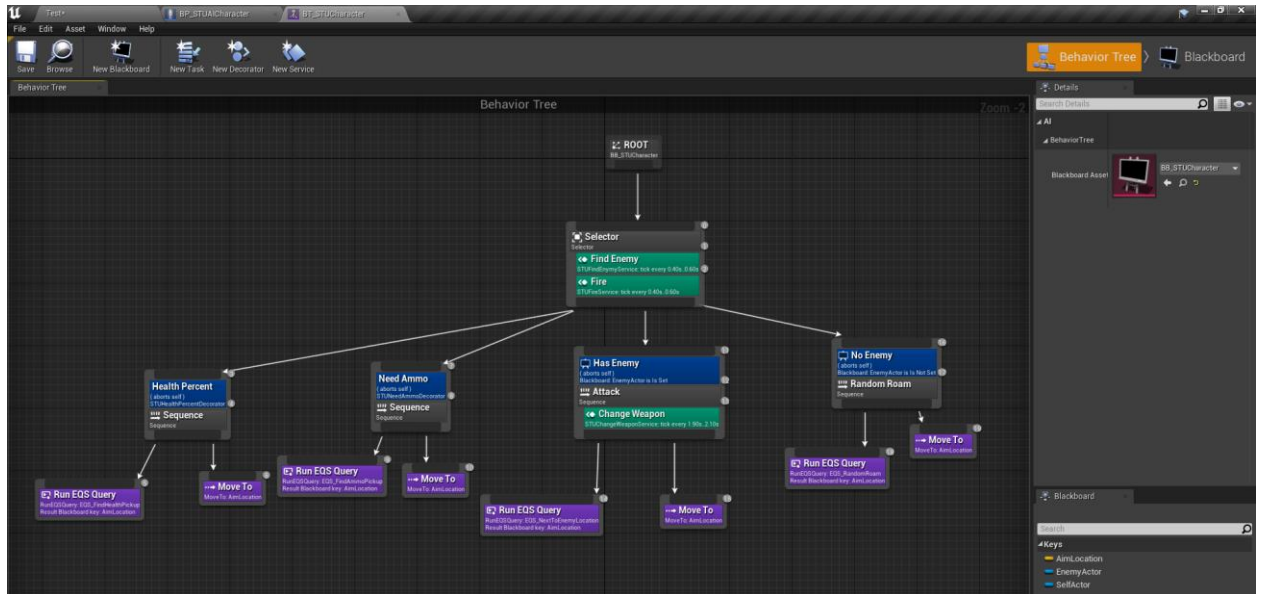 Test*
BP_STUAICharacter
BT_STUCharacter
File Edit Asset Window Help
Save Browse New Blackboard New Task New Decorator New Service
Behavior Tree
Blackboard
Behavior Tree
Behavior Tree
Zoom -2
ROOT
BB_STUCharacter
Selector
Selector
Find Enemy
STUFindEnymyService: tick every 0.40s..0.60s
Fire
STUFireService: tick every 0.40s..0.60s
Health Percent
( aborts self )
STUHealthPercentDecorator
Sequence
Sequence
Run EQS Query
RunEQSQuery: EQS_FindHealthPickup
Result Blackboard key: AimLocation
Move To
MoveTo: AimLocation
Need Ammo
( aborts self )
STUNeedAmmoDecorator
Sequence
Sequence
Run EQS Query
RunEQSQuery: EQS_FindAmmoPickup
Result Blackboard key: AimLocation
Move To
MoveTo: AimLocation
Has Enemy
( aborts self )
Blackboard: EnemyActor is Is Set
Attack
Sequence
Change Weapon
STUChangeWeaponService: tick every 1.90s..2.10s
Run EQS Query
RunEQSQuery: EQS_NextToEnemyLocation
Result Blackboard key: AimLocation
Move To
MoveTo: AimLocation
No Enemy
( aborts self )
Blackboard: EnemyActor is Is Not Set
Random Roam
Sequence
Run EQS Query
RunEQSQuery: EQS_RandomRoam
Result Blackboard key: AimLocation
Move To
MoveTo: AimLocation
Details
Search Details
AI
BehaviorTree
Blackboard Asset
BB_STUCharacter
Blackboard
Search
Keys
AimLocation
EnemyActor
SelfActor